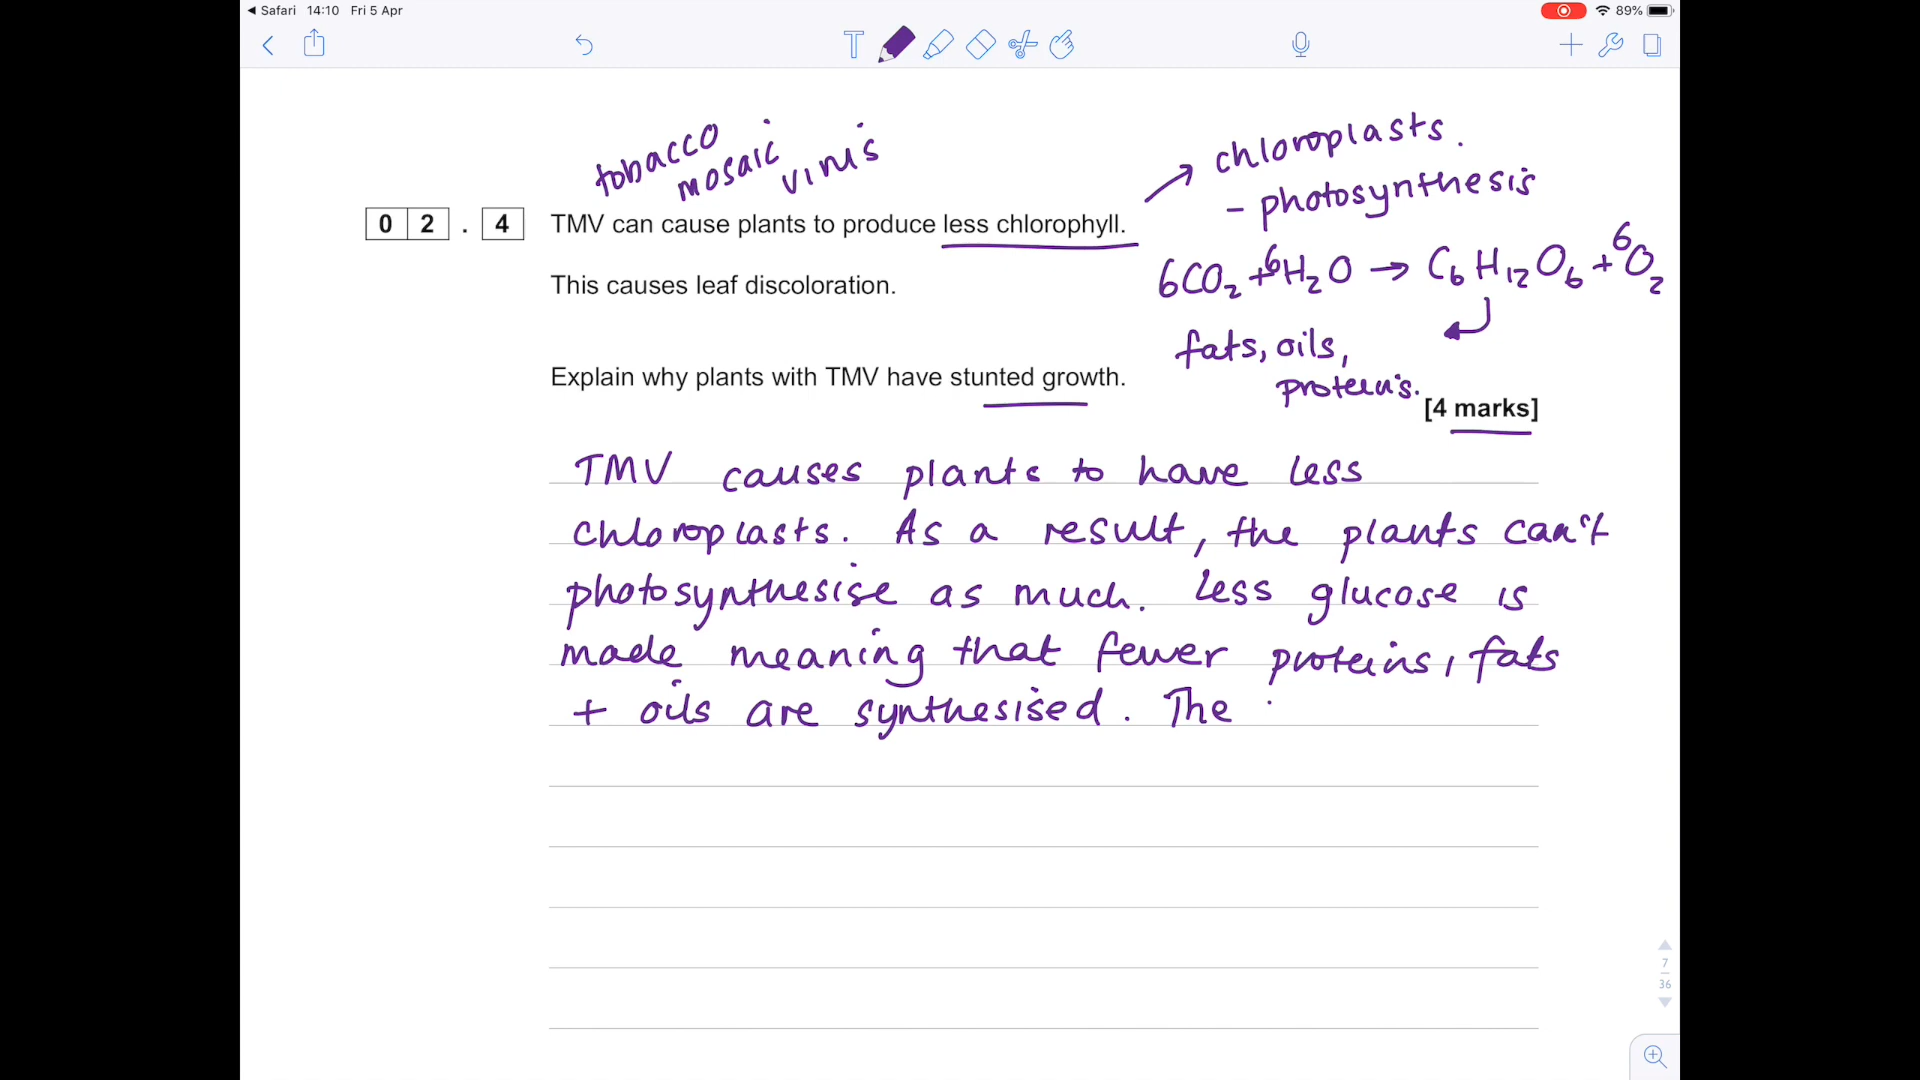 Safari 14:10 Fri 5 Apr
89%
T
tobacco
mosaic
virus
chloroplasts.
- photosynthesis
02.4 TMV can cause plants to produce less chlorophyll.
6CO2 + 6H2O → C6H12O6 + 6O2
This causes leaf discoloration.
fats, oils,
proteins.
Explain why plants with TMV have stunted growth.
[4 marks]
TMV causes plants to have less
chloroplasts. As a result, the plants can't
photosynthesise as much. Less glucose is
made meaning that fewer proteins, fats
+ oils are synthesised. The
7
36